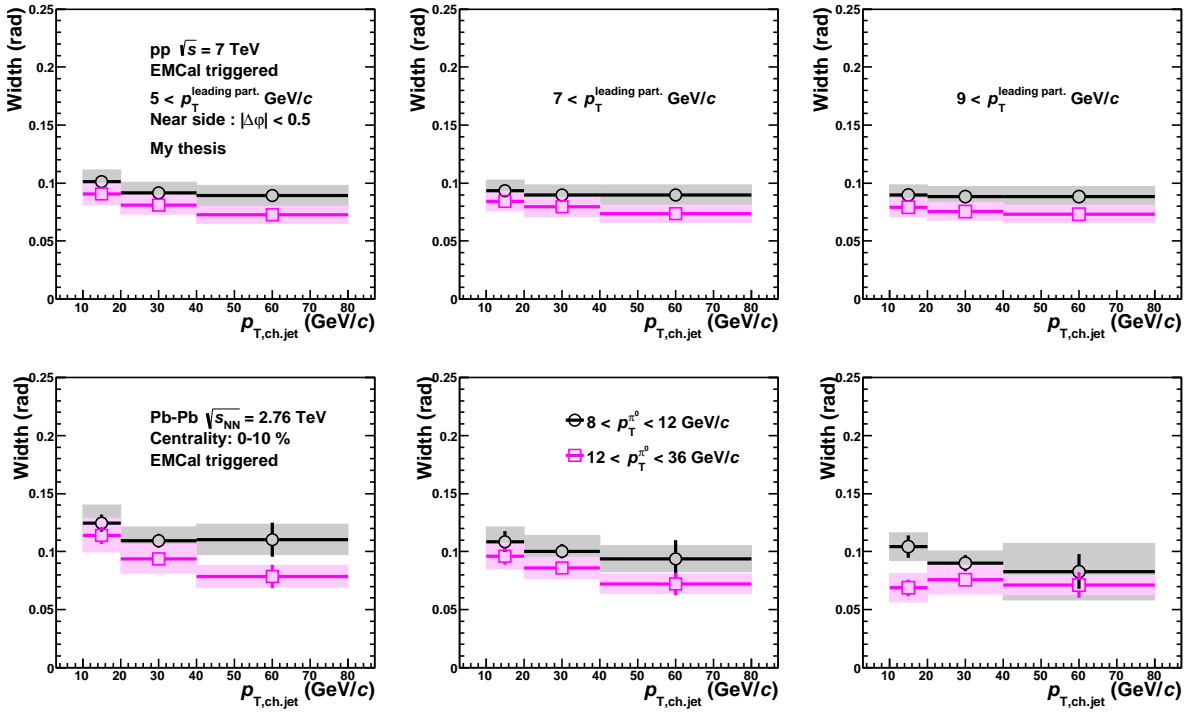 Width (rad)
0.25
0.2
0.15
0.1
0.05
0
pp √s = 7 TeV
EMCal triggered
5 < p_T^leading part. GeV/c
Near side : |Δφ| < 0.5
My thesis
10 20 30 40 50 60 70 80
p_T,ch.jet (GeV/c)
Width (rad)
0.25
0.2
0.15
0.1
0.05
0
7 < p_T^leading part. GeV/c
10 20 30 40 50 60 70 80
p_T,ch.jet (GeV/c)
Width (rad)
0.25
0.2
0.15
0.1
0.05
0
9 < p_T^leading part. GeV/c
10 20 30 40 50 60 70 80
p_T,ch.jet (GeV/c)
Width (rad)
0.25
0.2
0.15
0.1
0.05
0
Pb-Pb √s_NN = 2.76 TeV
Centrality: 0-10 %
EMCal triggered
10 20 30 40 50 60 70 80
p_T,ch.jet (GeV/c)
Width (rad)
0.25
0.2
0.15
0.1
0.05
0
8 < p_T^π⁰ < 12 GeV/c
12 < p_T^π⁰ < 36 GeV/c
10 20 30 40 50 60 70 80
p_T,ch.jet (GeV/c)
Width (rad)
0.25
0.2
0.15
0.1
0.05
0
10 20 30 40 50 60 70 80
p_T,ch.jet (GeV/c)